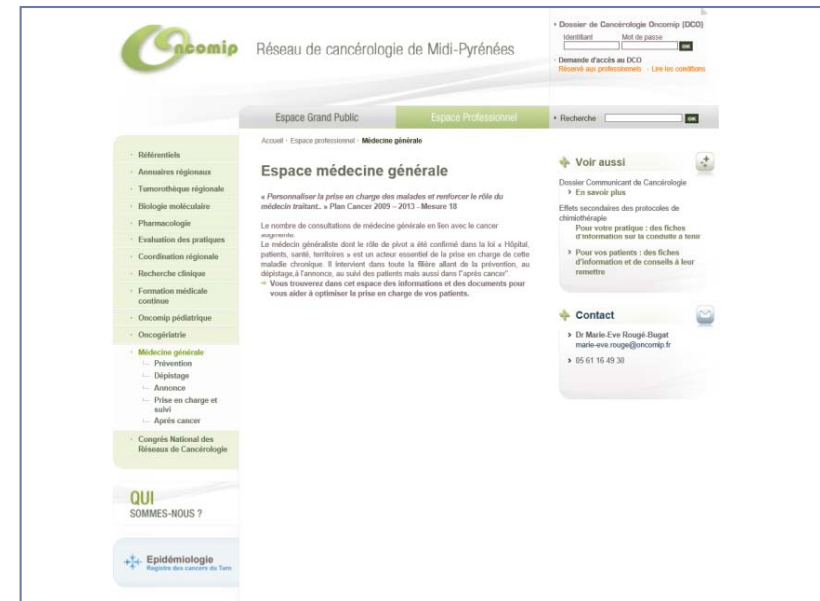 Oncomip
Réseau de cancérologie de Midi-Pyrénées
Dossier de Cancérologie Oncomip (DCO)
Identifiant Mot de passe
OK
Demande d'accès au DCO
Réservé aux professionnels Lire les conditions
Espace Grand Public Espace Professionnel Recherche OK
Accueil Espace professionnel Médecine générale
Référentiels
Annuaires régionaux
Tumorothèque régionale
Biologie moléculaire
Pharmacologie
Evaluation des pratiques
Coordination régionale
Recherche clinique
Formation médicale
continue
Oncomip pédiatrique
Oncogériatrie
Médecine générale
Prévention
Dépistage
Annonce
Prise en charge et
suivi
Après cancer
Congrès National des
Réseaux de Cancérologie
QUI
SOMMES-NOUS ?
Epidémiologie
Registre des cancers du Tarn
Espace médecine générale
« Personnaliser la prise en charge des malades et renforcer le rôle du
médecin traitant.. » Plan Cancer 2009 – 2013 - Mesure 18
Le nombre de consultations de médecine générale en lien avec le cancer
augmente.
Le médecin généraliste dont le rôle de pivot a été confirmé dans la loi « Hôpital,
patients, santé, territoires » est un acteur essentiel de la prise en charge de cette
maladie chronique. Il intervient dans toute la filière allant de la prévention, au
dépistage,à l'annonce, au suivi des patients mais aussi dans l'"après cancer".
Vous trouverez dans cet espace des informations et des documents pour
vous aider à optimiser la prise en charge de vos patients.
Voir aussi
Dossier Communicant de Cancérologie
En savoir plus
Effets secondaires des protocoles de
chimiothérapie
Pour votre pratique : des fiches
d'information sur la conduite à tenir
Pour vos patients : des fiches
d'information et de conseils à leur
remettre
Contact
Dr Marie-Eve Rougé-Bugat
marie-eve.rouge@oncomip.fr
05 61 16 49 30